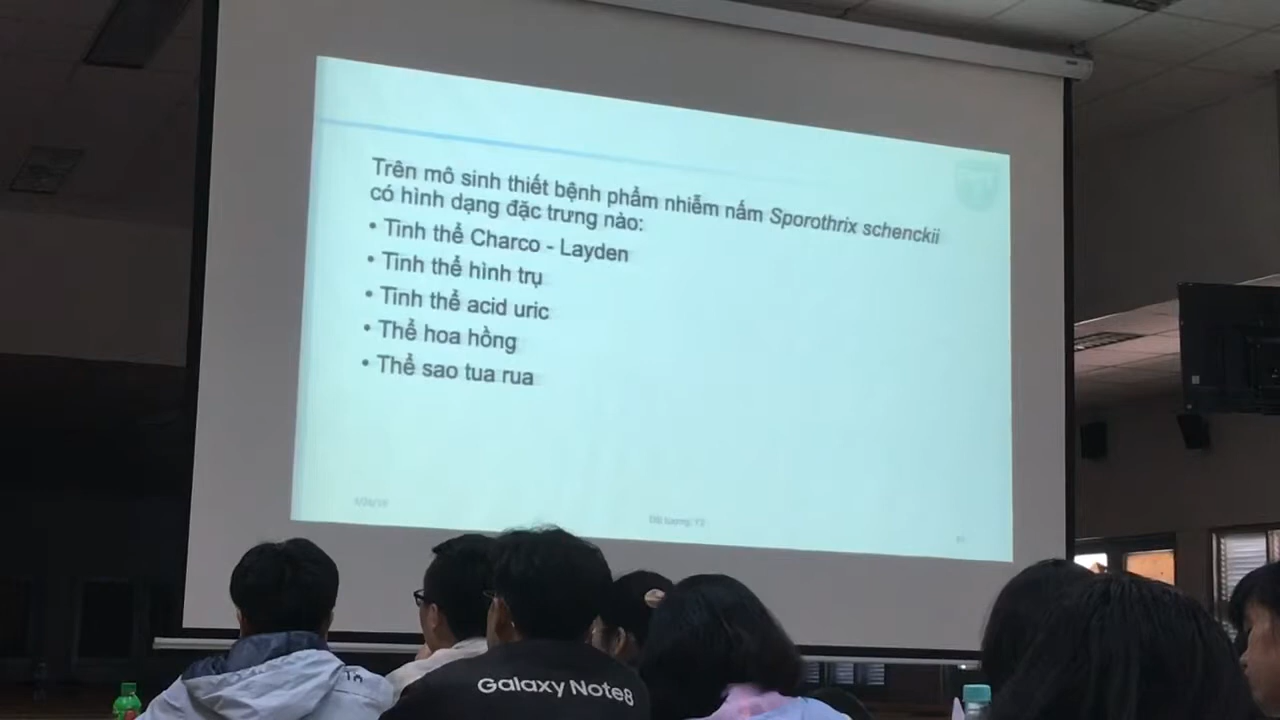 Trên mô sinh thiết bệnh phẩm nhiễm nấm Sporothrix schenckii
có hình dạng đặc trưng nào:
• Tinh thể Charco - Layden
• Tinh thể hình trụ
• Tinh thể acid uric
• Thể hoa hồng
• Thể sao tua rua
Galaxy Note8